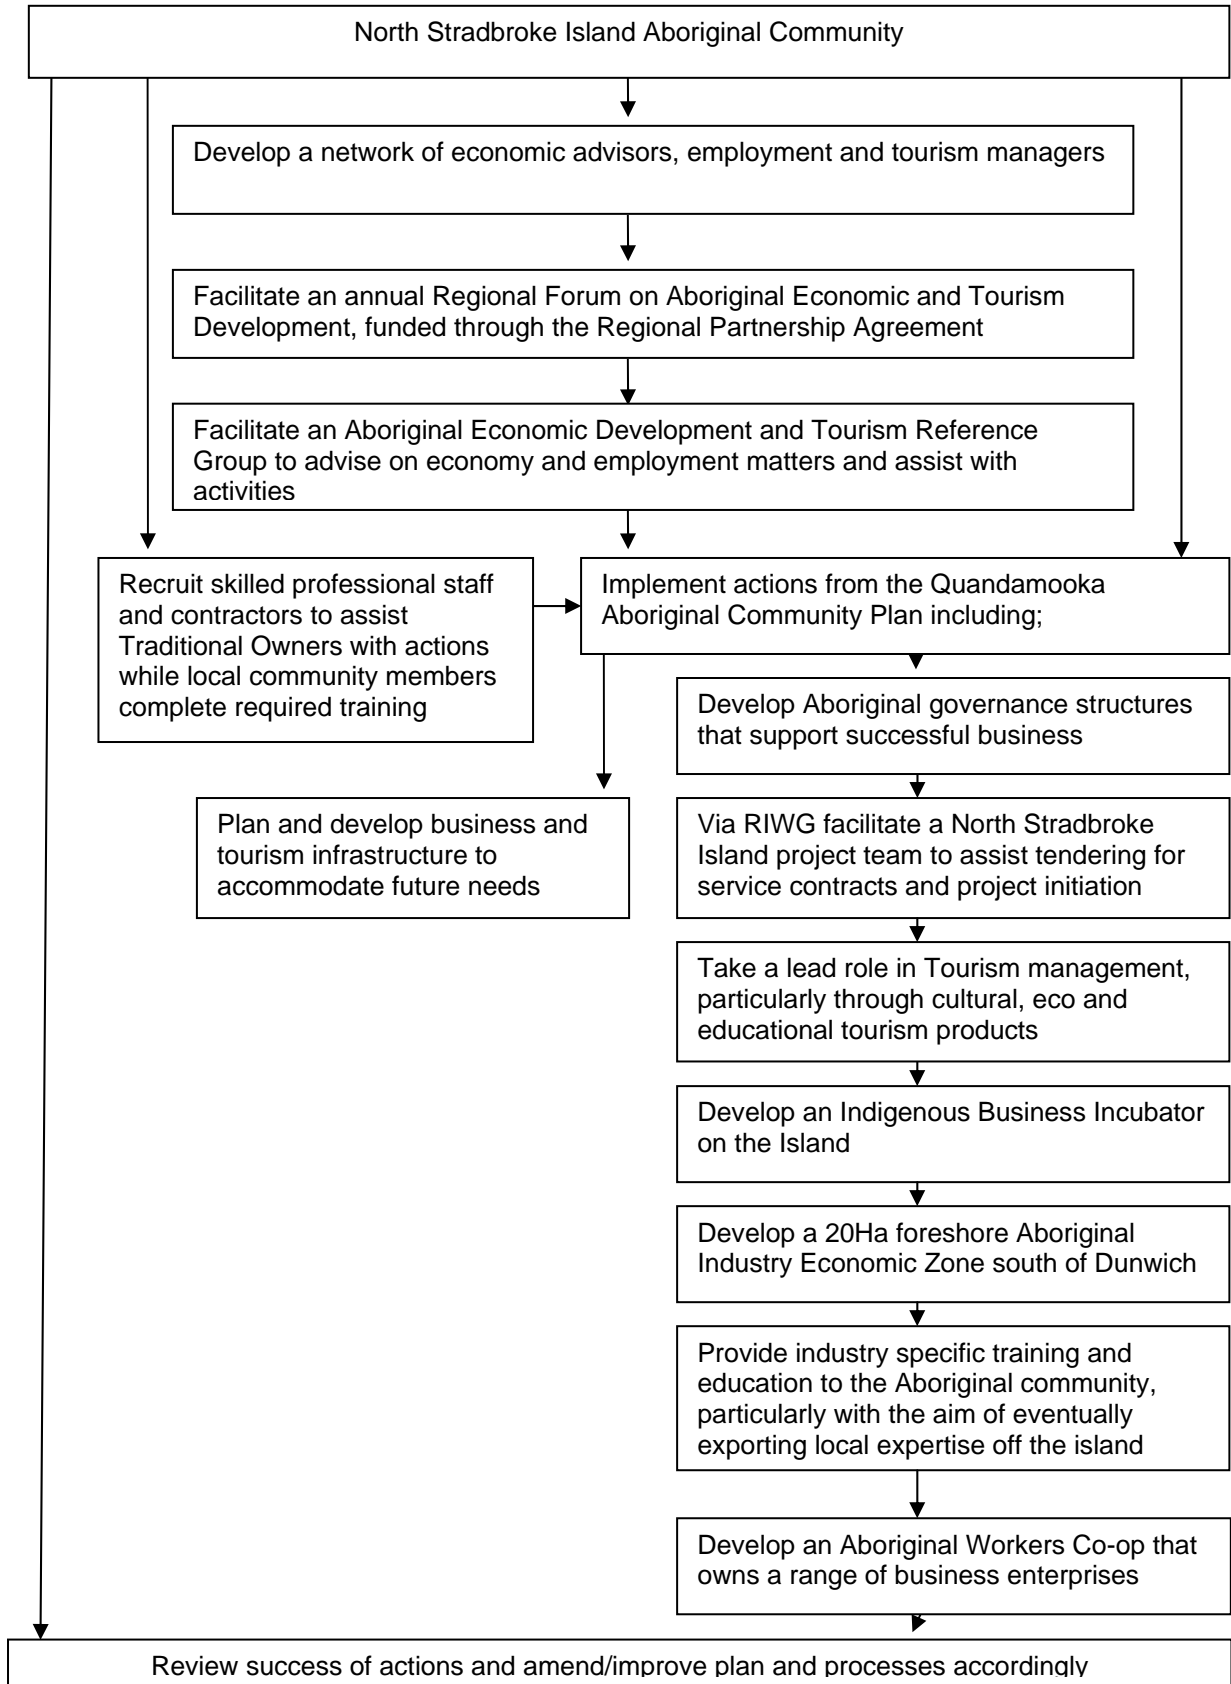 North Stradbroke Island Aboriginal Community
Develop a network of economic advisors, employment and tourism managers
Facilitate an annual Regional Forum on Aboriginal Economic and Tourism
Development, funded through the Regional Partnership Agreement
Facilitate an Aboriginal Economic Development and Tourism Reference
Group to advise on economy and employment matters and assist with
activities
Recruit skilled professional staff
and contractors to assist
Traditional Owners with actions
while local community members
complete required training
Implement actions from the Quandamooka
Aboriginal Community Plan including;
Develop Aboriginal governance structures
that support successful business
Plan and develop business and
tourism infrastructure to
accommodate future needs
Via RIWG facilitate a North Stradbroke
Island project team to assist tendering for
service contracts and project initiation
Take a lead role in Tourism management,
particularly through cultural, eco and
educational tourism products
Develop an Indigenous Business Incubator
on the Island
Develop a 20Ha foreshore Aboriginal
Industry Economic Zone south of Dunwich
Provide industry specific training and
education to the Aboriginal community,
particularly with the aim of eventually
exporting local expertise off the island
Develop an Aboriginal Workers Co-op that
owns a range of business enterprises
Review success of actions and amend/improve plan and processes accordingly